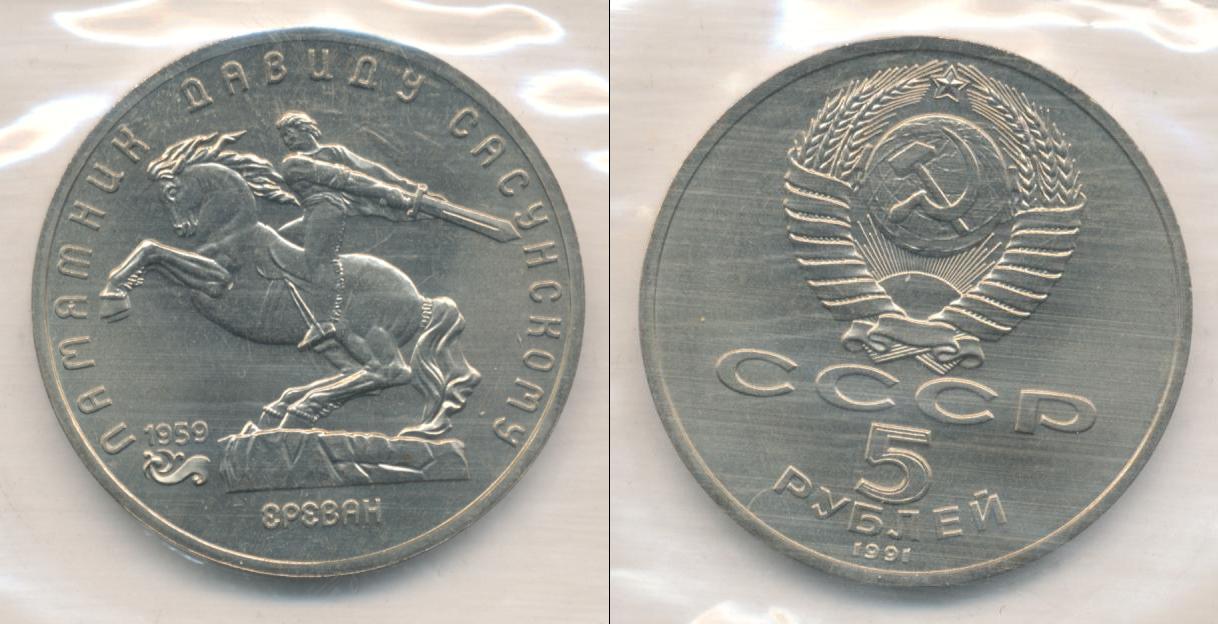 ПАМЯТНИК ДАВИДУ САСУНСКОМУ
1959
ЕРЕВАН
СССР
5
РУБЛЕЙ
1991